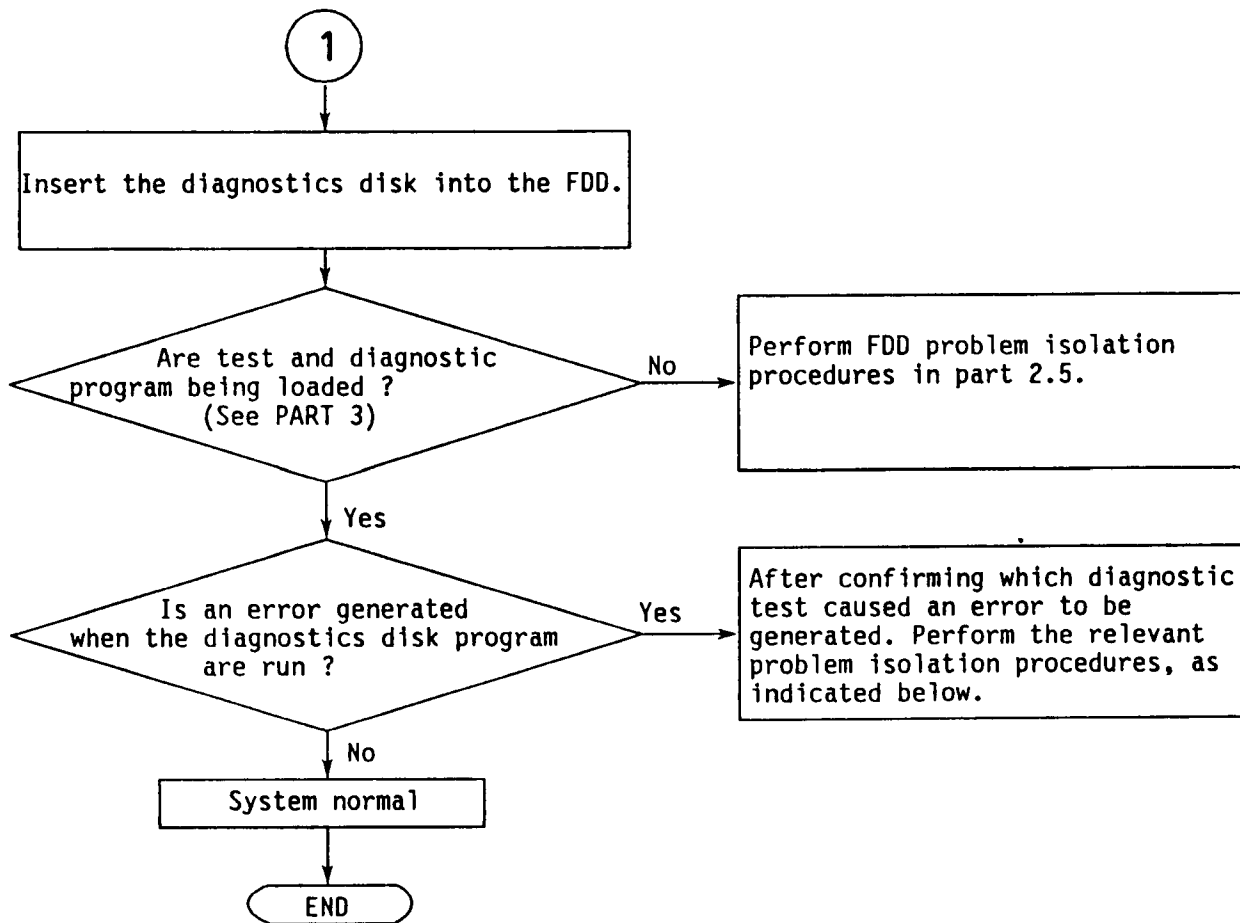 1
Insert the diagnostics disk into the FDD.
Are test and diagnostic
program being loaded ?
(See PART 3)
No
Perform FDD problem isolation
procedures in part 2.5.
Yes
Is an error generated
when the diagnostics disk program
are run ?
Yes
After confirming which diagnostic
test caused an error to be
generated. Perform the relevant
problem isolation procedures, as
indicated below.
No
System normal
END